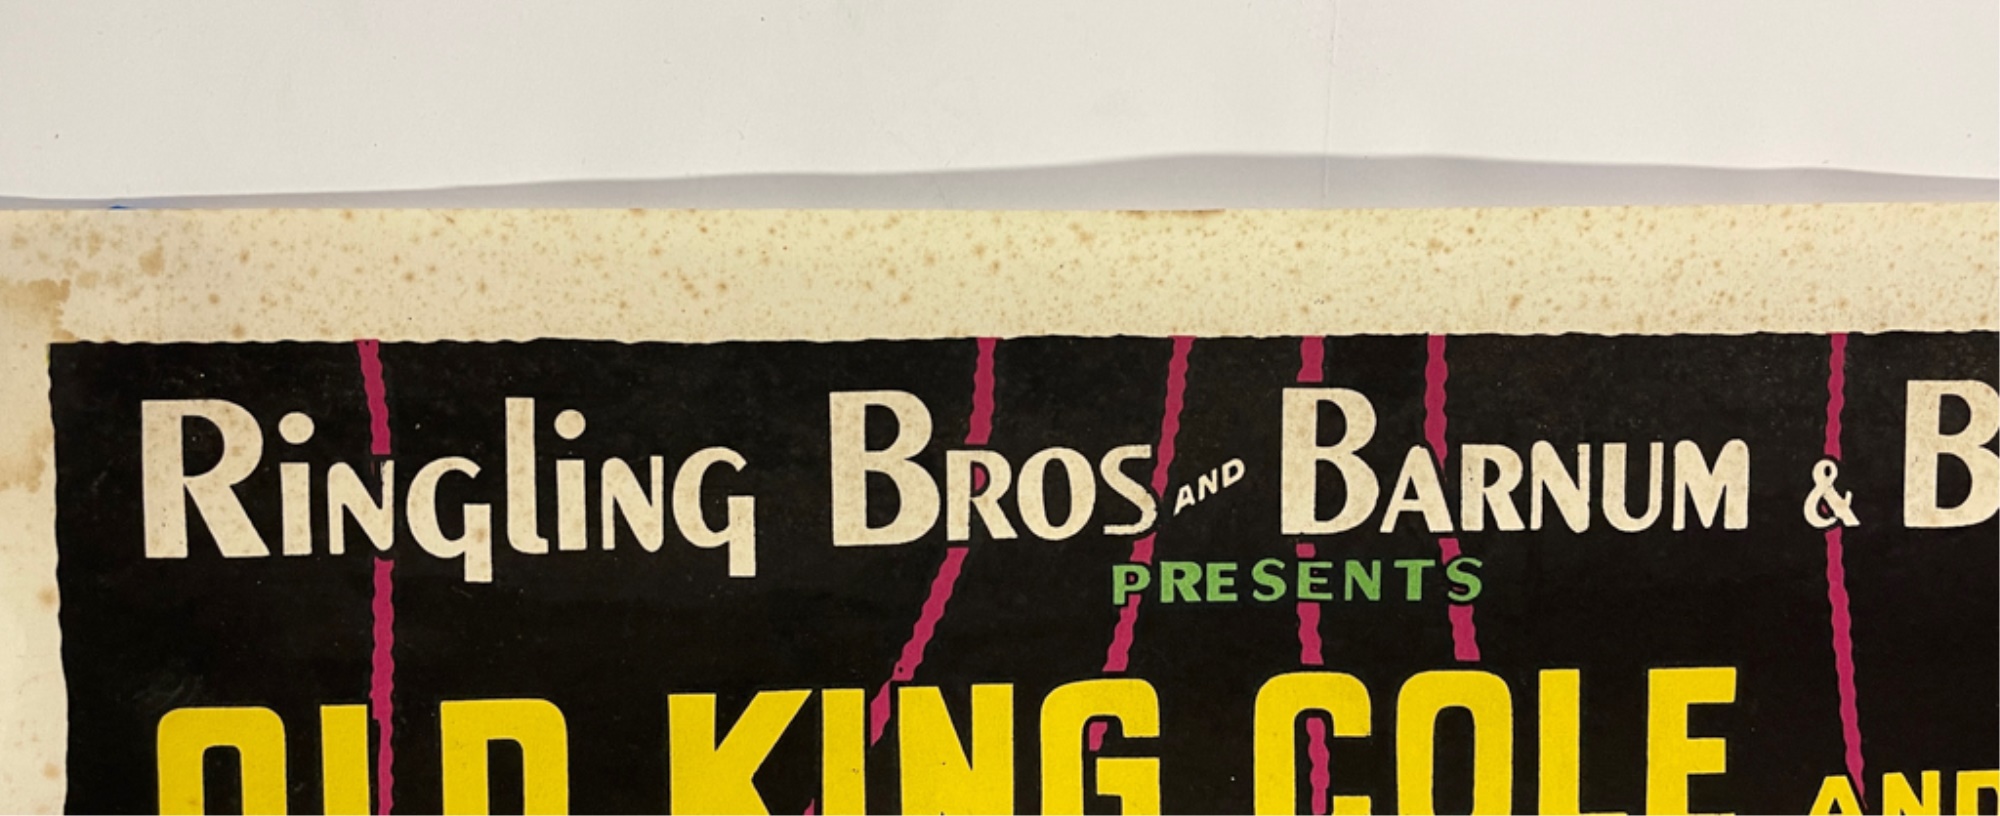 Ringling Bros and Barnum & B
PRESENTS
OLD KING COLE AND